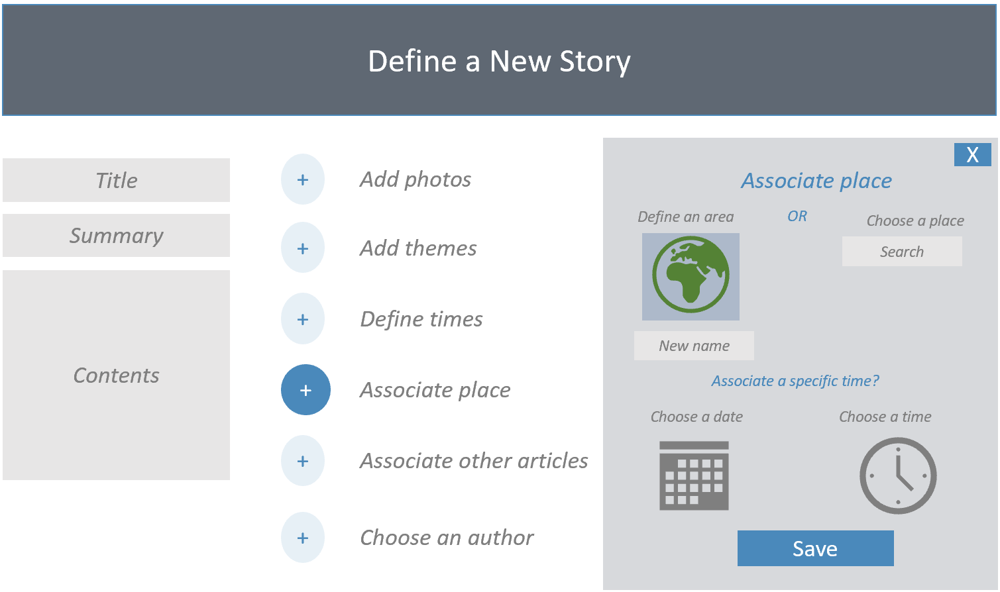 Define a New Story
Title
Summary
Contents
+ Add photos
+ Add themes
+ Define times
+ Associate place
+ Associate other articles
+ Choose an author
X
Associate place
Define an area
OR
Choose a place
Search
New name
Associate a specific time?
Choose a date
Choose a time
Save